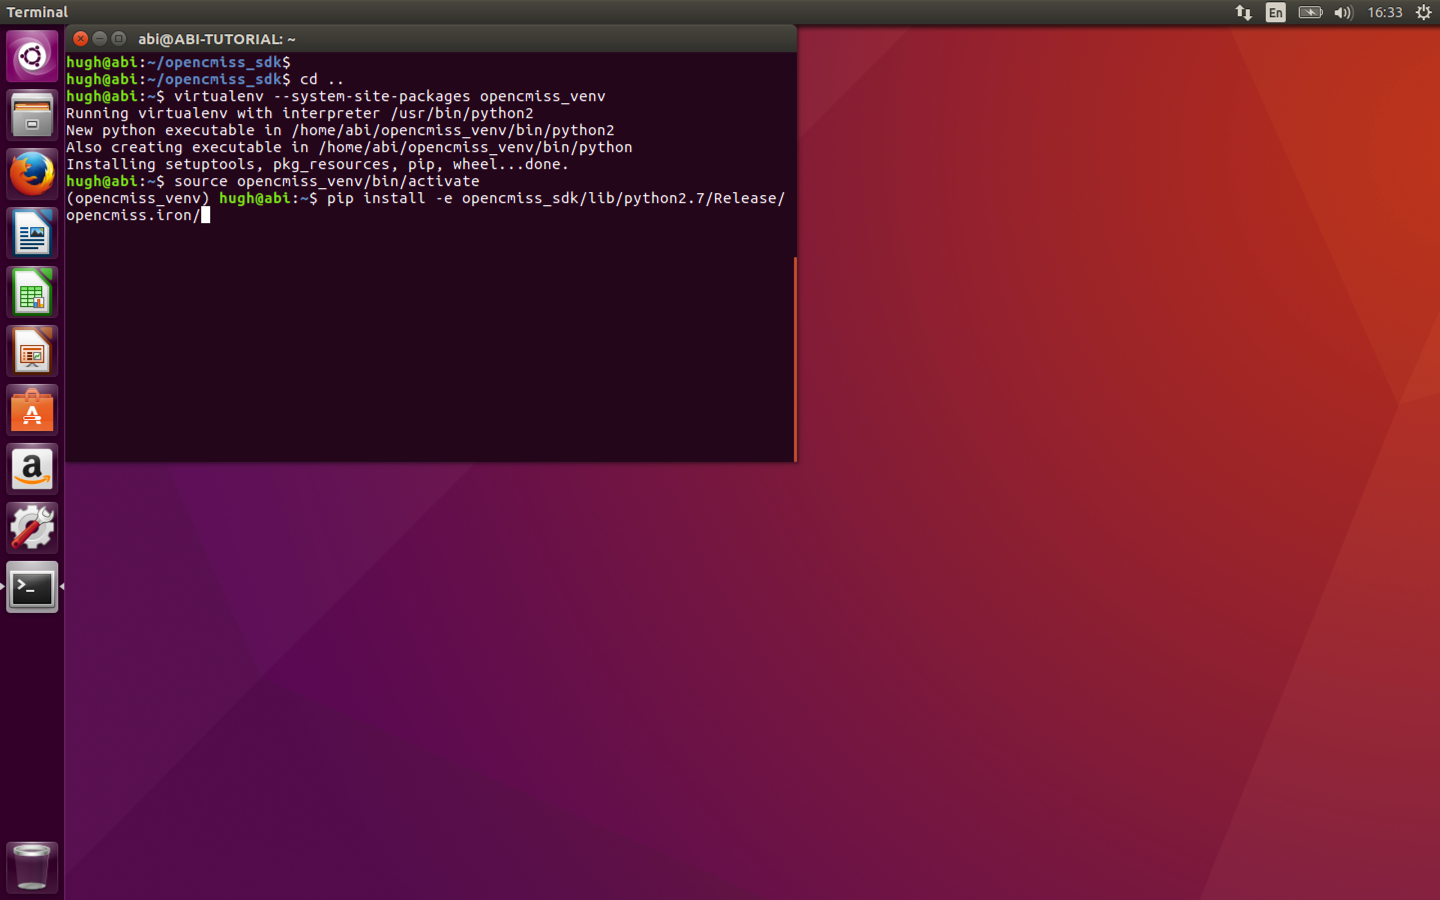 Terminal
En
16:33
abi@ABI-TUTORIAL: ~
hugh@abi:~/opencmiss_sdk$
hugh@abi:~/opencmiss_sdk$ cd ..
hugh@abi:~$ virtualenv --system-site-packages opencmiss_venv
Running virtualenv with interpreter /usr/bin/python2
New python executable in /home/abi/opencmiss_venv/bin/python2
Also creating executable in /home/abi/opencmiss_venv/bin/python
Installing setuptools, pkg_resources, pip, wheel...done.
hugh@abi:~$ source opencmiss_venv/bin/activate
(opencmiss_venv) hugh@abi:~$ pip install -e opencmiss_sdk/lib/python2.7/Release/
opencmiss.iron/